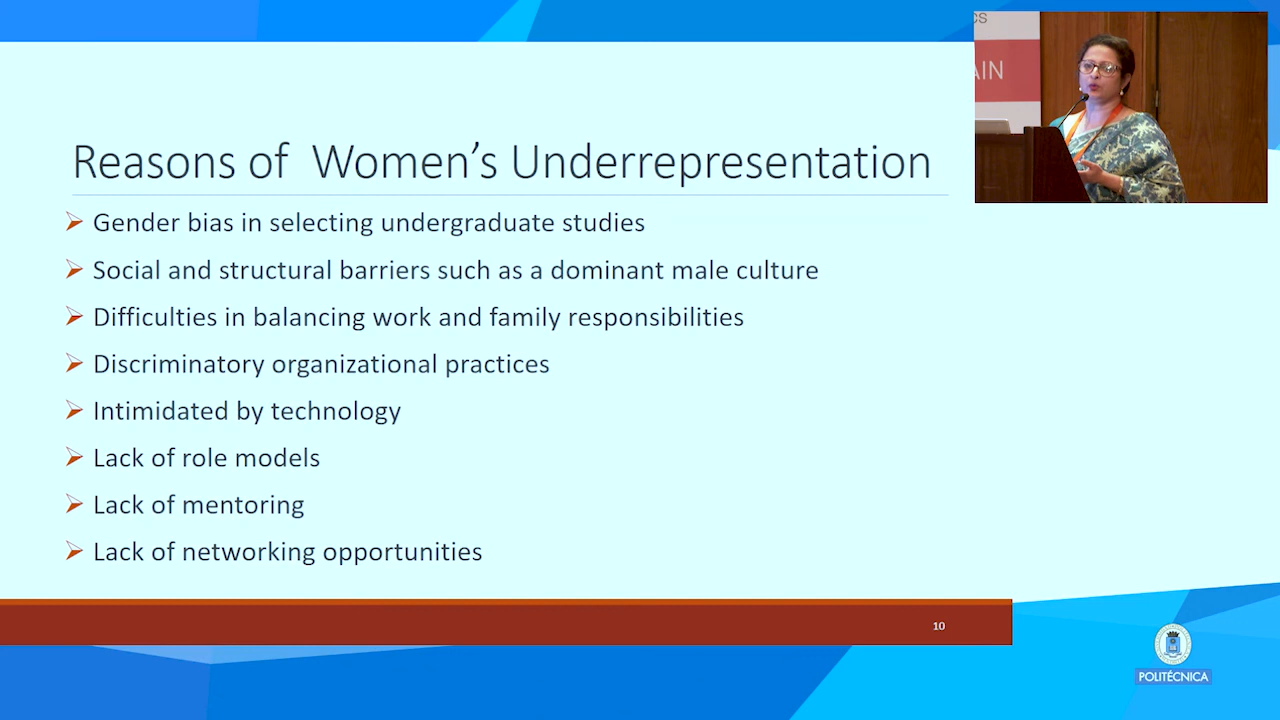 CS
AIN
Reasons of  Women's Underrepresentation
Gender bias in selecting undergraduate studies
Social and structural barriers such as a dominant male culture
Difficulties in balancing work and family responsibilities
Discriminatory organizational practices
Intimidated by technology
Lack of role models
Lack of mentoring
Lack of networking opportunities
10
POLITÉCNICA